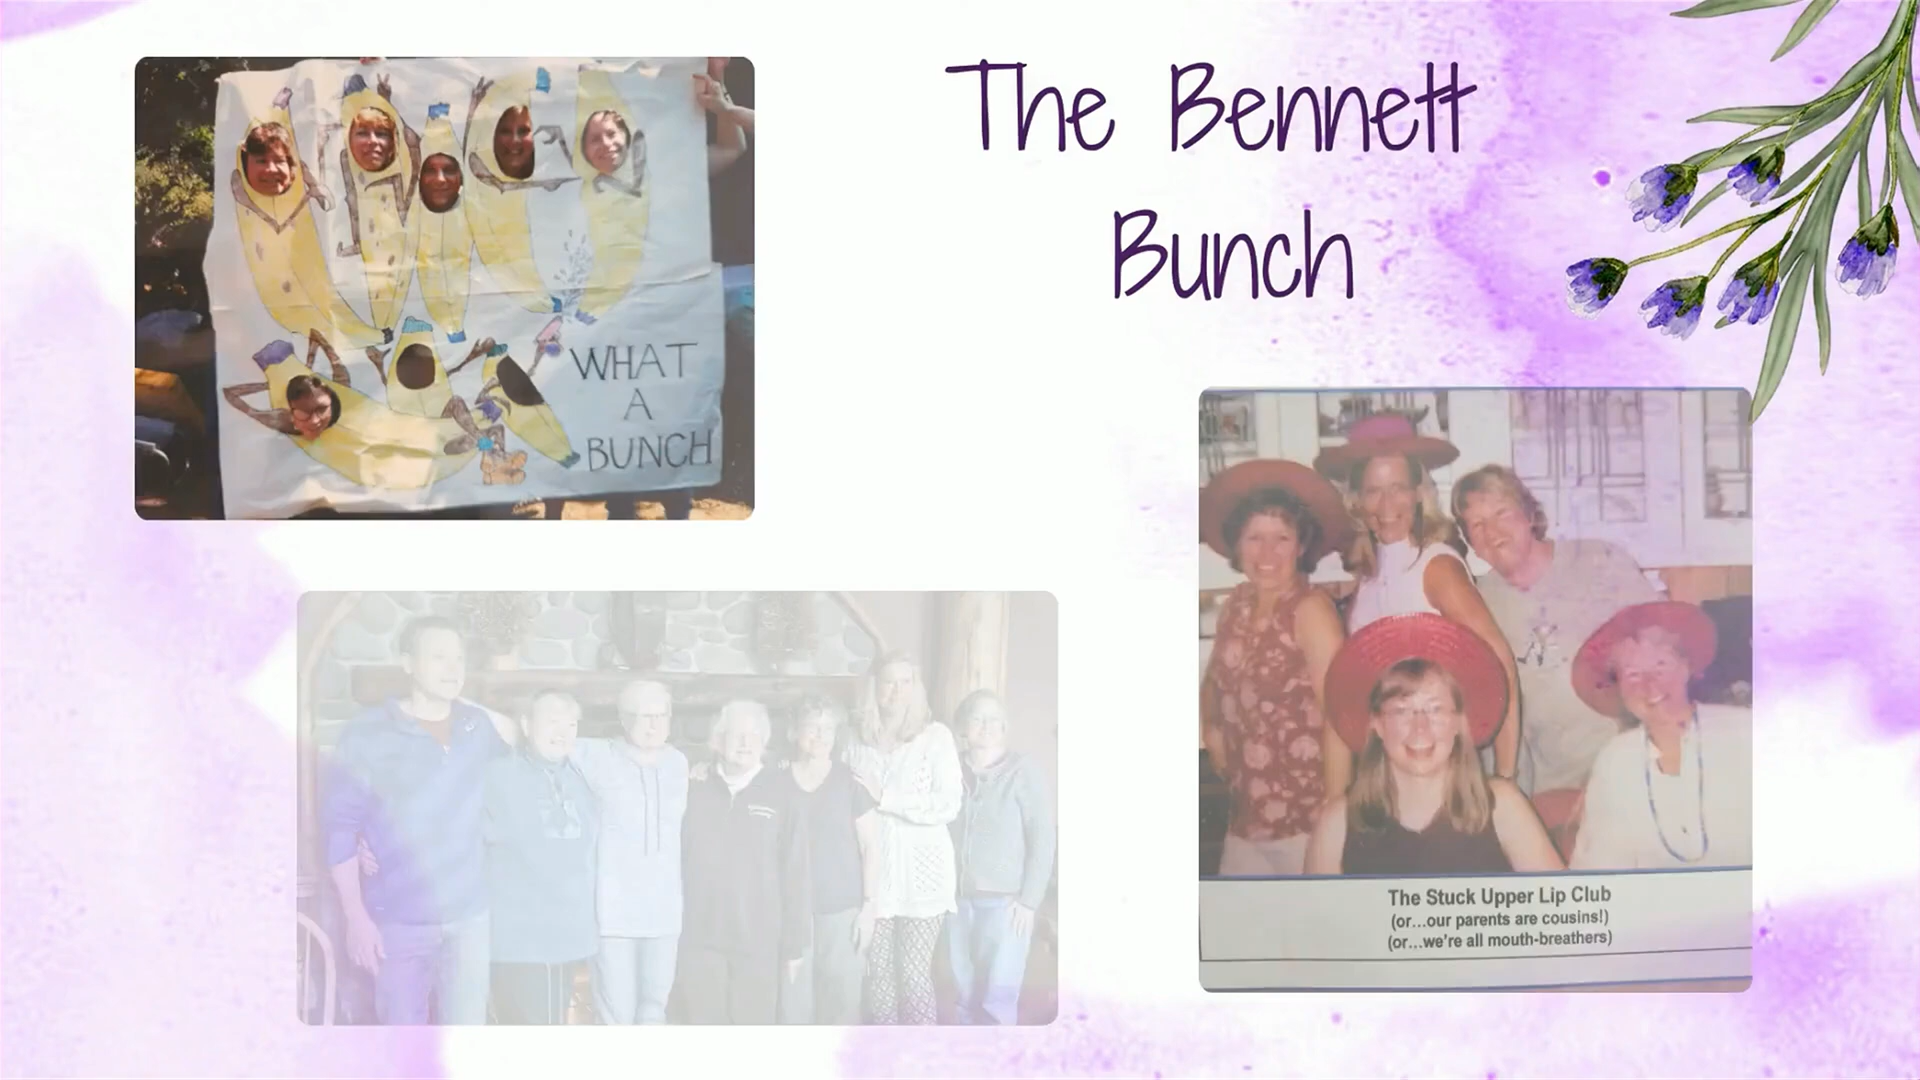 The Bennett
Bunch
WHAT
A
BUNCH
The Stuck Upper Lip Club
(or...our parents are cousins!)
(or...we're all mouth-breathers)